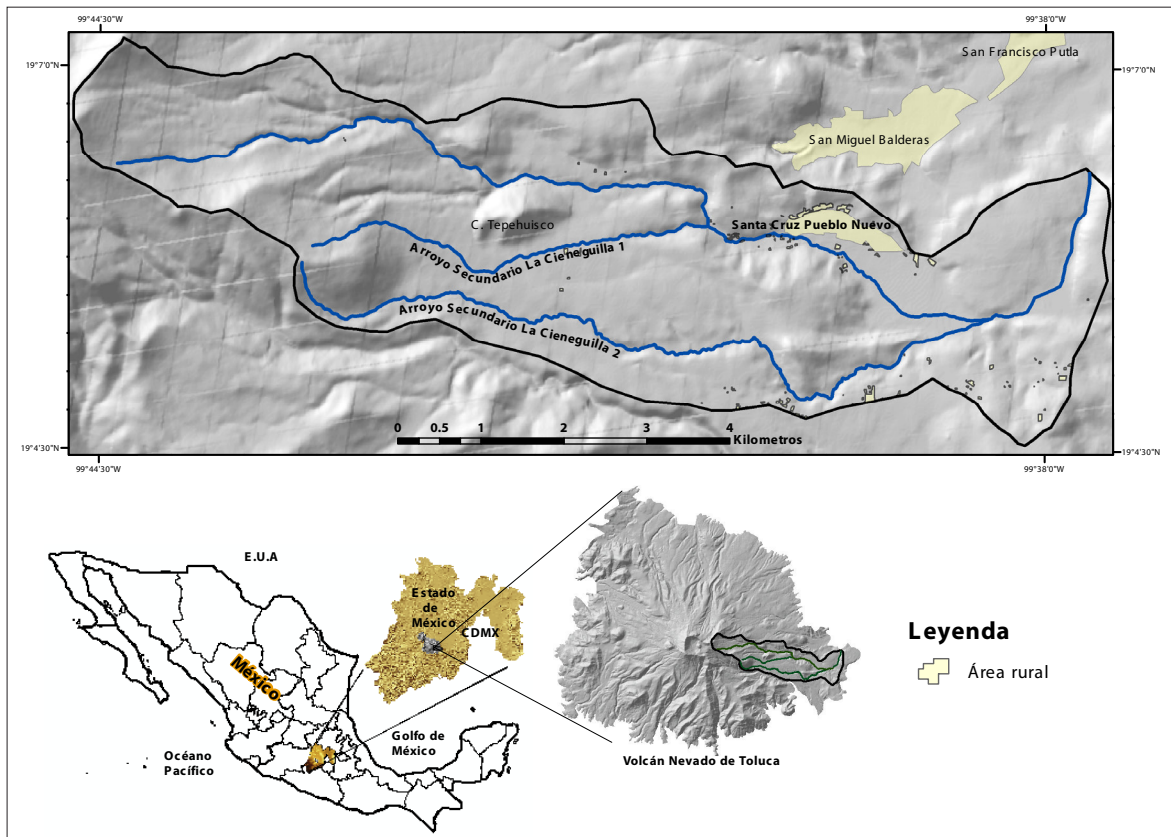 99°44'30"W
99°38'0"W
19°7'0"N
19°7'0"N
San Francisco Putla
San Miguel Balderas
C. Tepehuisco
Santa Cruz Pueblo Nuevo
Arroyo Secundario La Cieneguilla 1
Arroyo Secundario La Cieneguilla 2
0 0.5 1 2 3 4
Kilometros
19°4'30"N
19°4'30"N
99°44'30"W
99°38'0"W
E.U.A
Estado
de
México
CDMX
México
Golfo de
México
Océano
Pacífico
Volcán Nevado de Toluca
Leyenda
Área rural